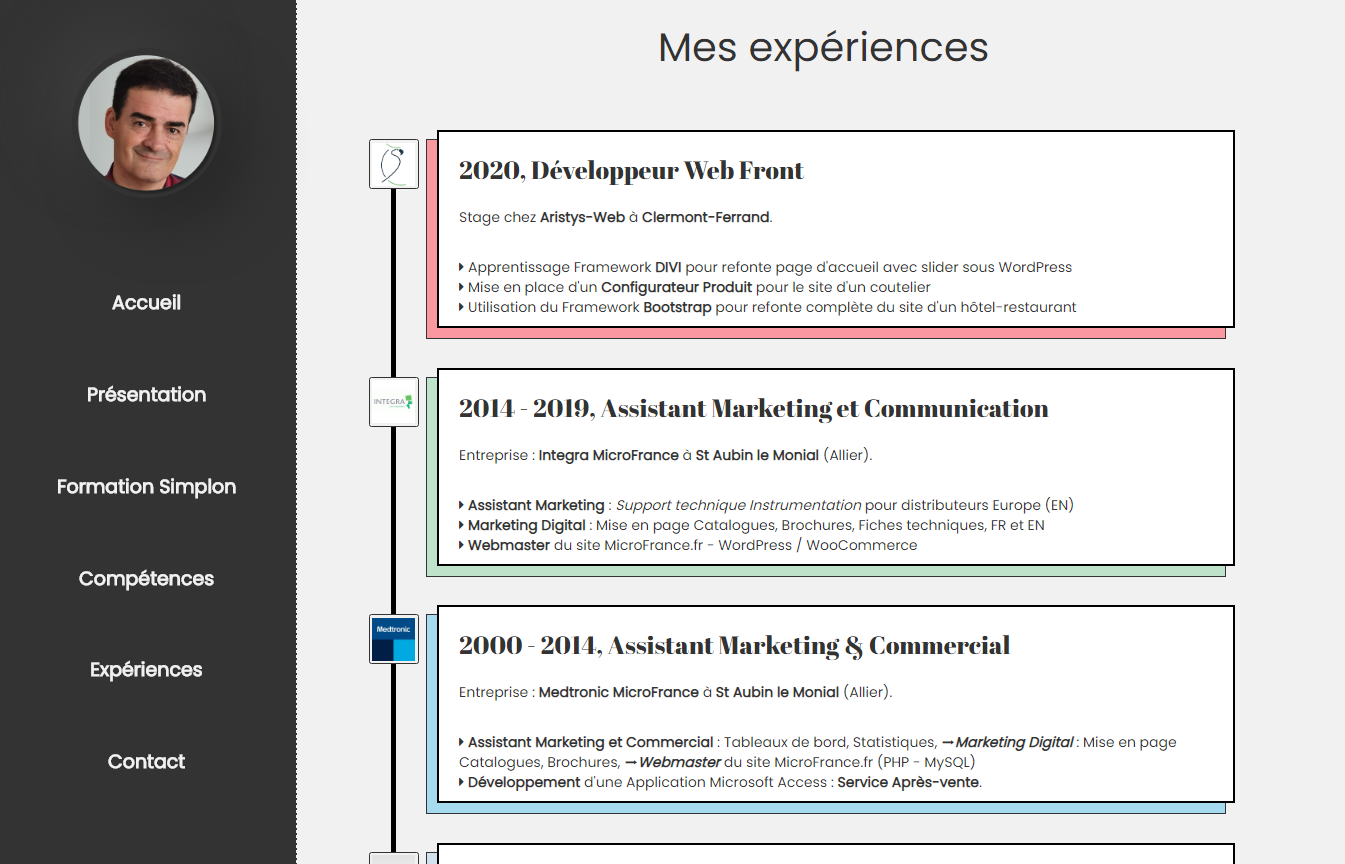 Mes expériences
Accueil
Présentation
Formation Simplon
Compétences
Expériences
Contact
2020, Développeur Web Front
Stage chez Aristys-Web à Clermont-Ferrand.
Apprentissage Framework DIVI pour refonte page d'accueil avec slider sous WordPress
Mise en place d'un Configurateur Produit pour le site d'un coutelier
Utilisation du Framework Bootstrap pour refonte complète du site d'un hôtel-restaurant
INTEGRA
2014 - 2019, Assistant Marketing et Communication
Entreprise : Integra MicroFrance à St Aubin le Monial (Allier).
Assistant Marketing : Support technique Instrumentation pour distributeurs Europe (EN)
Marketing Digital : Mise en page Catalogues, Brochures, Fiches techniques, FR et EN
Webmaster du site MicroFrance.fr - WordPress / WooCommerce
Medtronic
2000 - 2014, Assistant Marketing & Commercial
Entreprise : Medtronic MicroFrance à St Aubin le Monial (Allier).
Assistant Marketing et Commercial : Tableaux de bord, Statistiques, →Marketing Digital : Mise en page
Catalogues, Brochures, →Webmaster du site MicroFrance.fr (PHP - MySQL)
Développement d'une Application Microsoft Access : Service Après-vente.